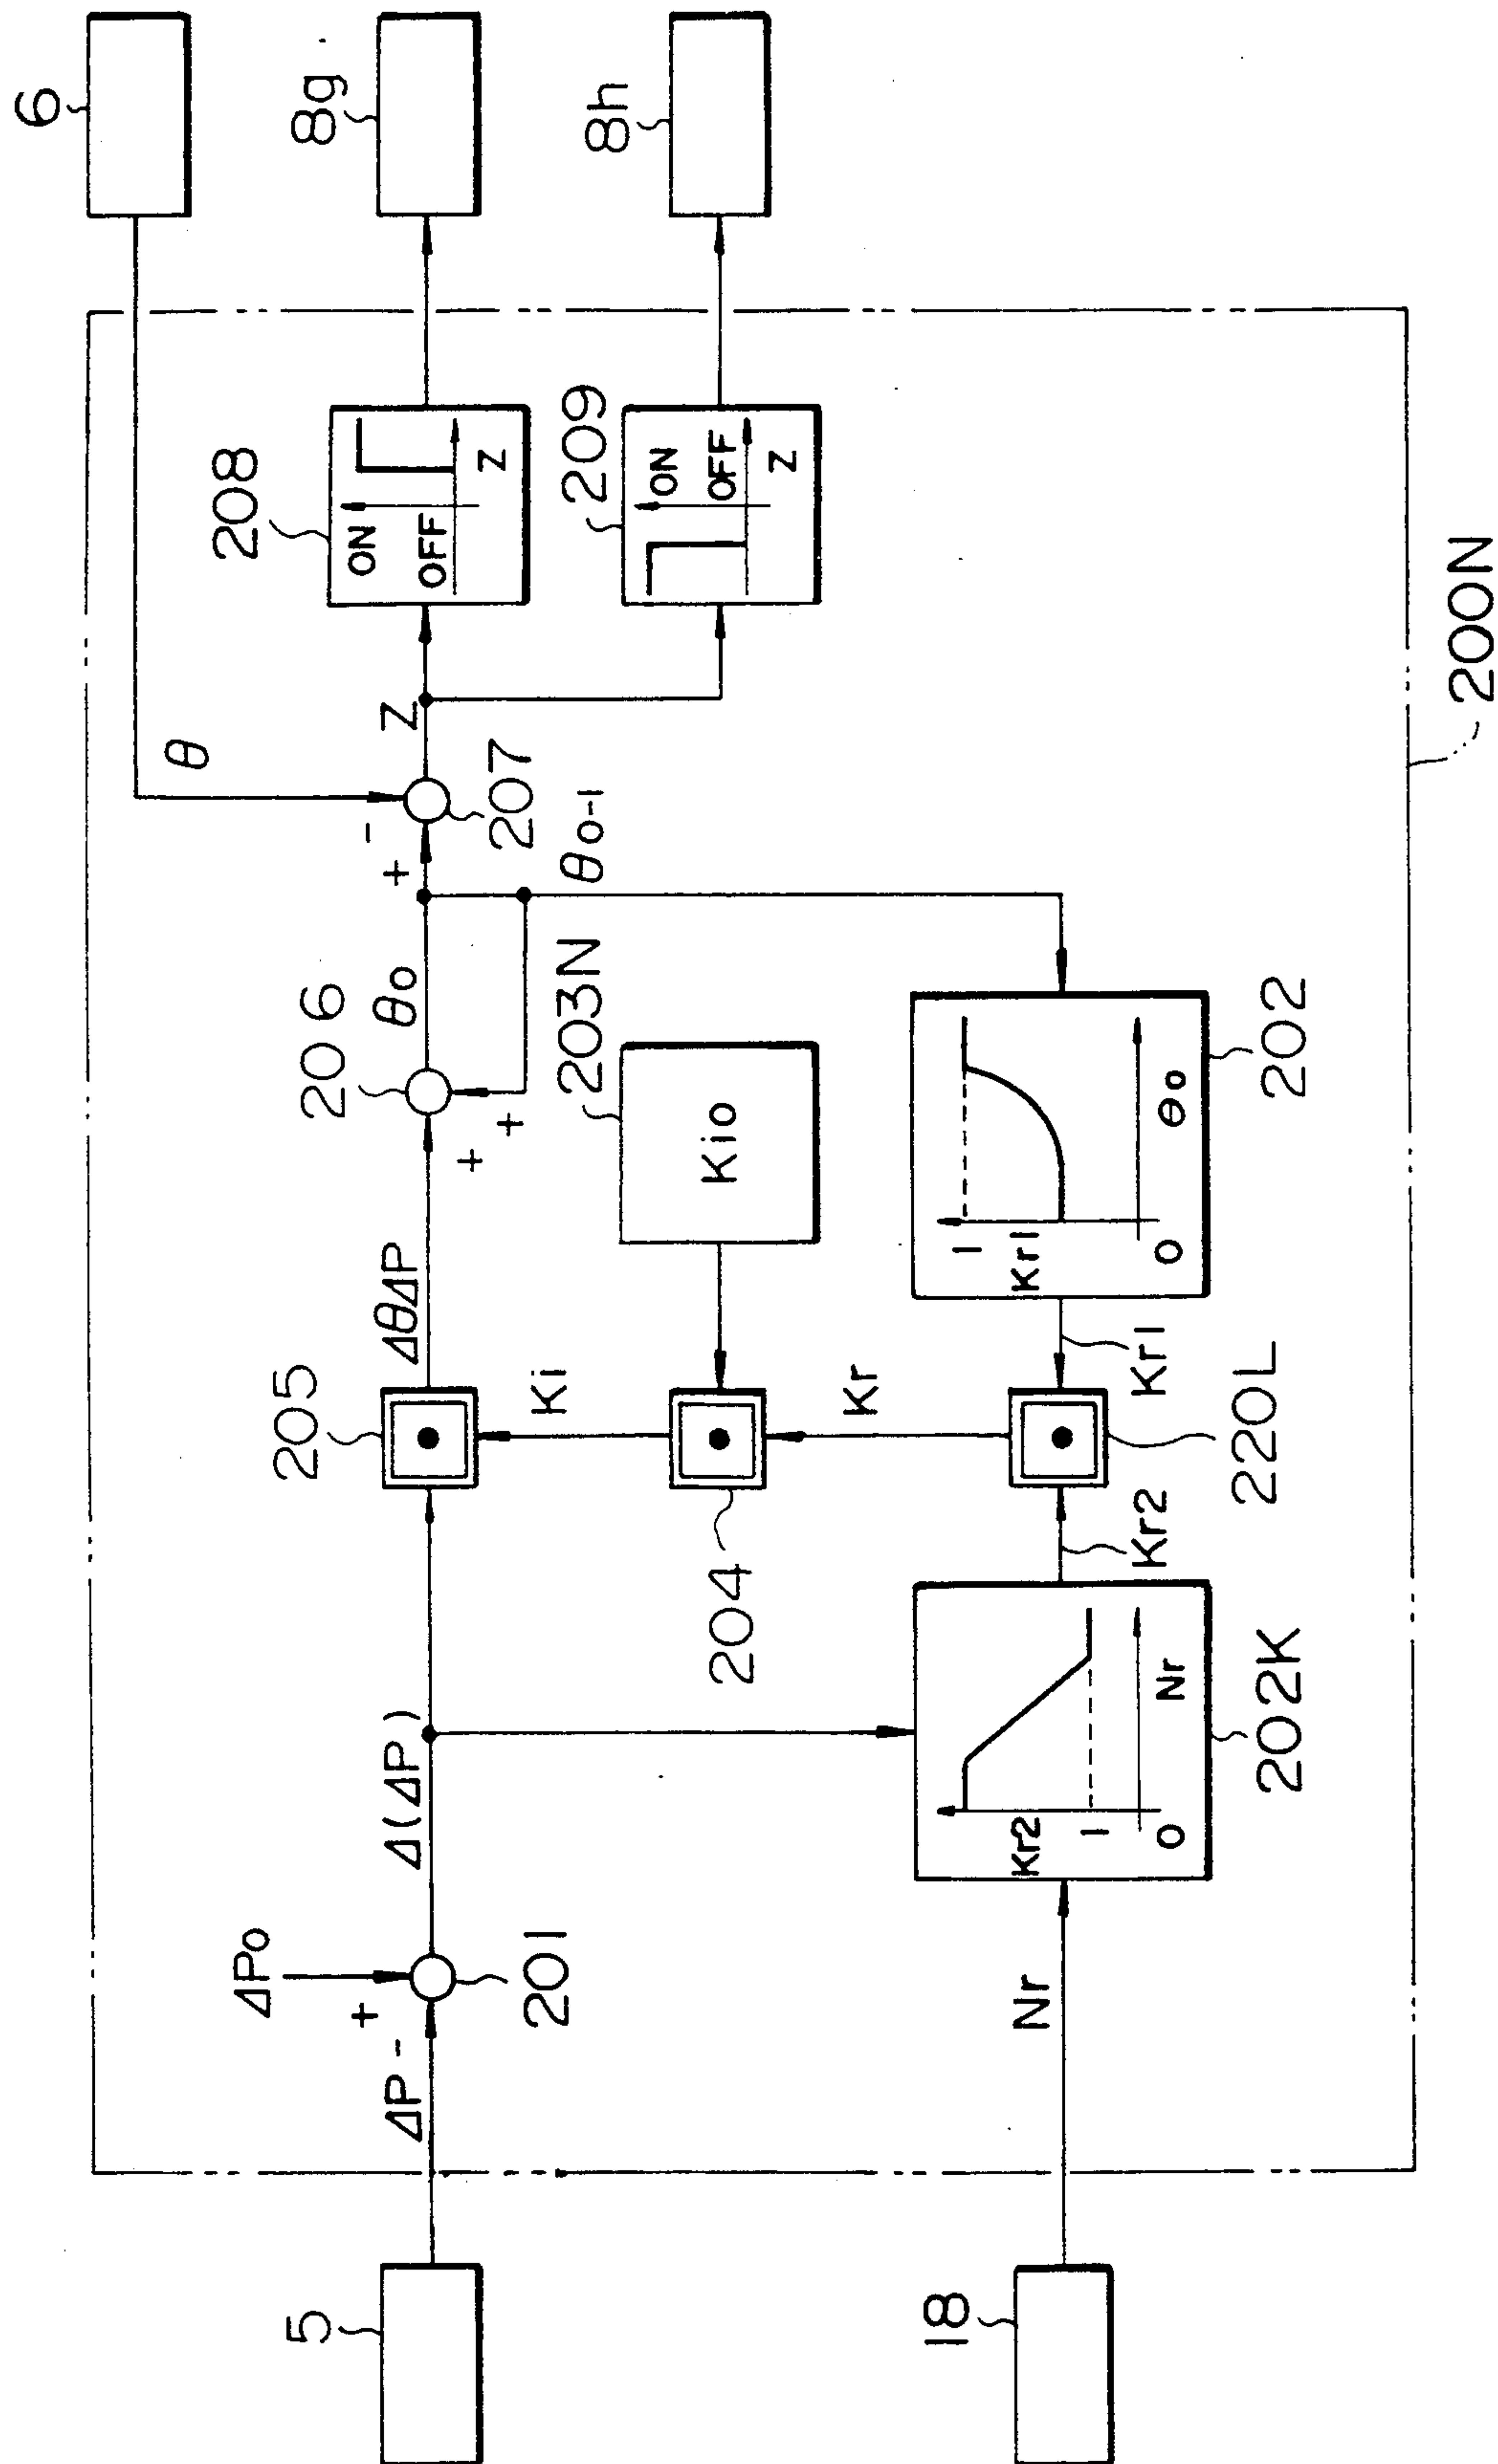 6
8g
8h
208
ON
OFF
Z
209
ON
OFF
Z
200N
θ
Z
-
+
207
θo-1
206
θo
+
+
203N
Kio
202
1
Kr1
O
θo
ΔθΔP
205
Ki
204
Kr
Kr1
220L
Kr2
202K
Kr2
1
O
Nr
Δ(ΔP)
ΔPo
+
-
ΔP
201
Nr
5
18